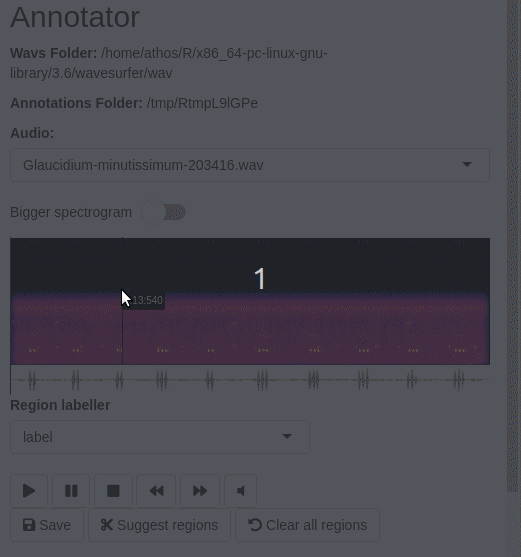 Annotator
Wavs Folder: /home/athos/R/x86_64-pc-linux-gnu-
library/3.6/wavesurfer/wav
Annotations Folder: /tmp/RtmpL9lGPe
Audio:
Glaucidium-minutissimum-203416.wav
Bigger spectrogram
1
13:540
Region labeller
label
Save Suggest regions Clear all regions